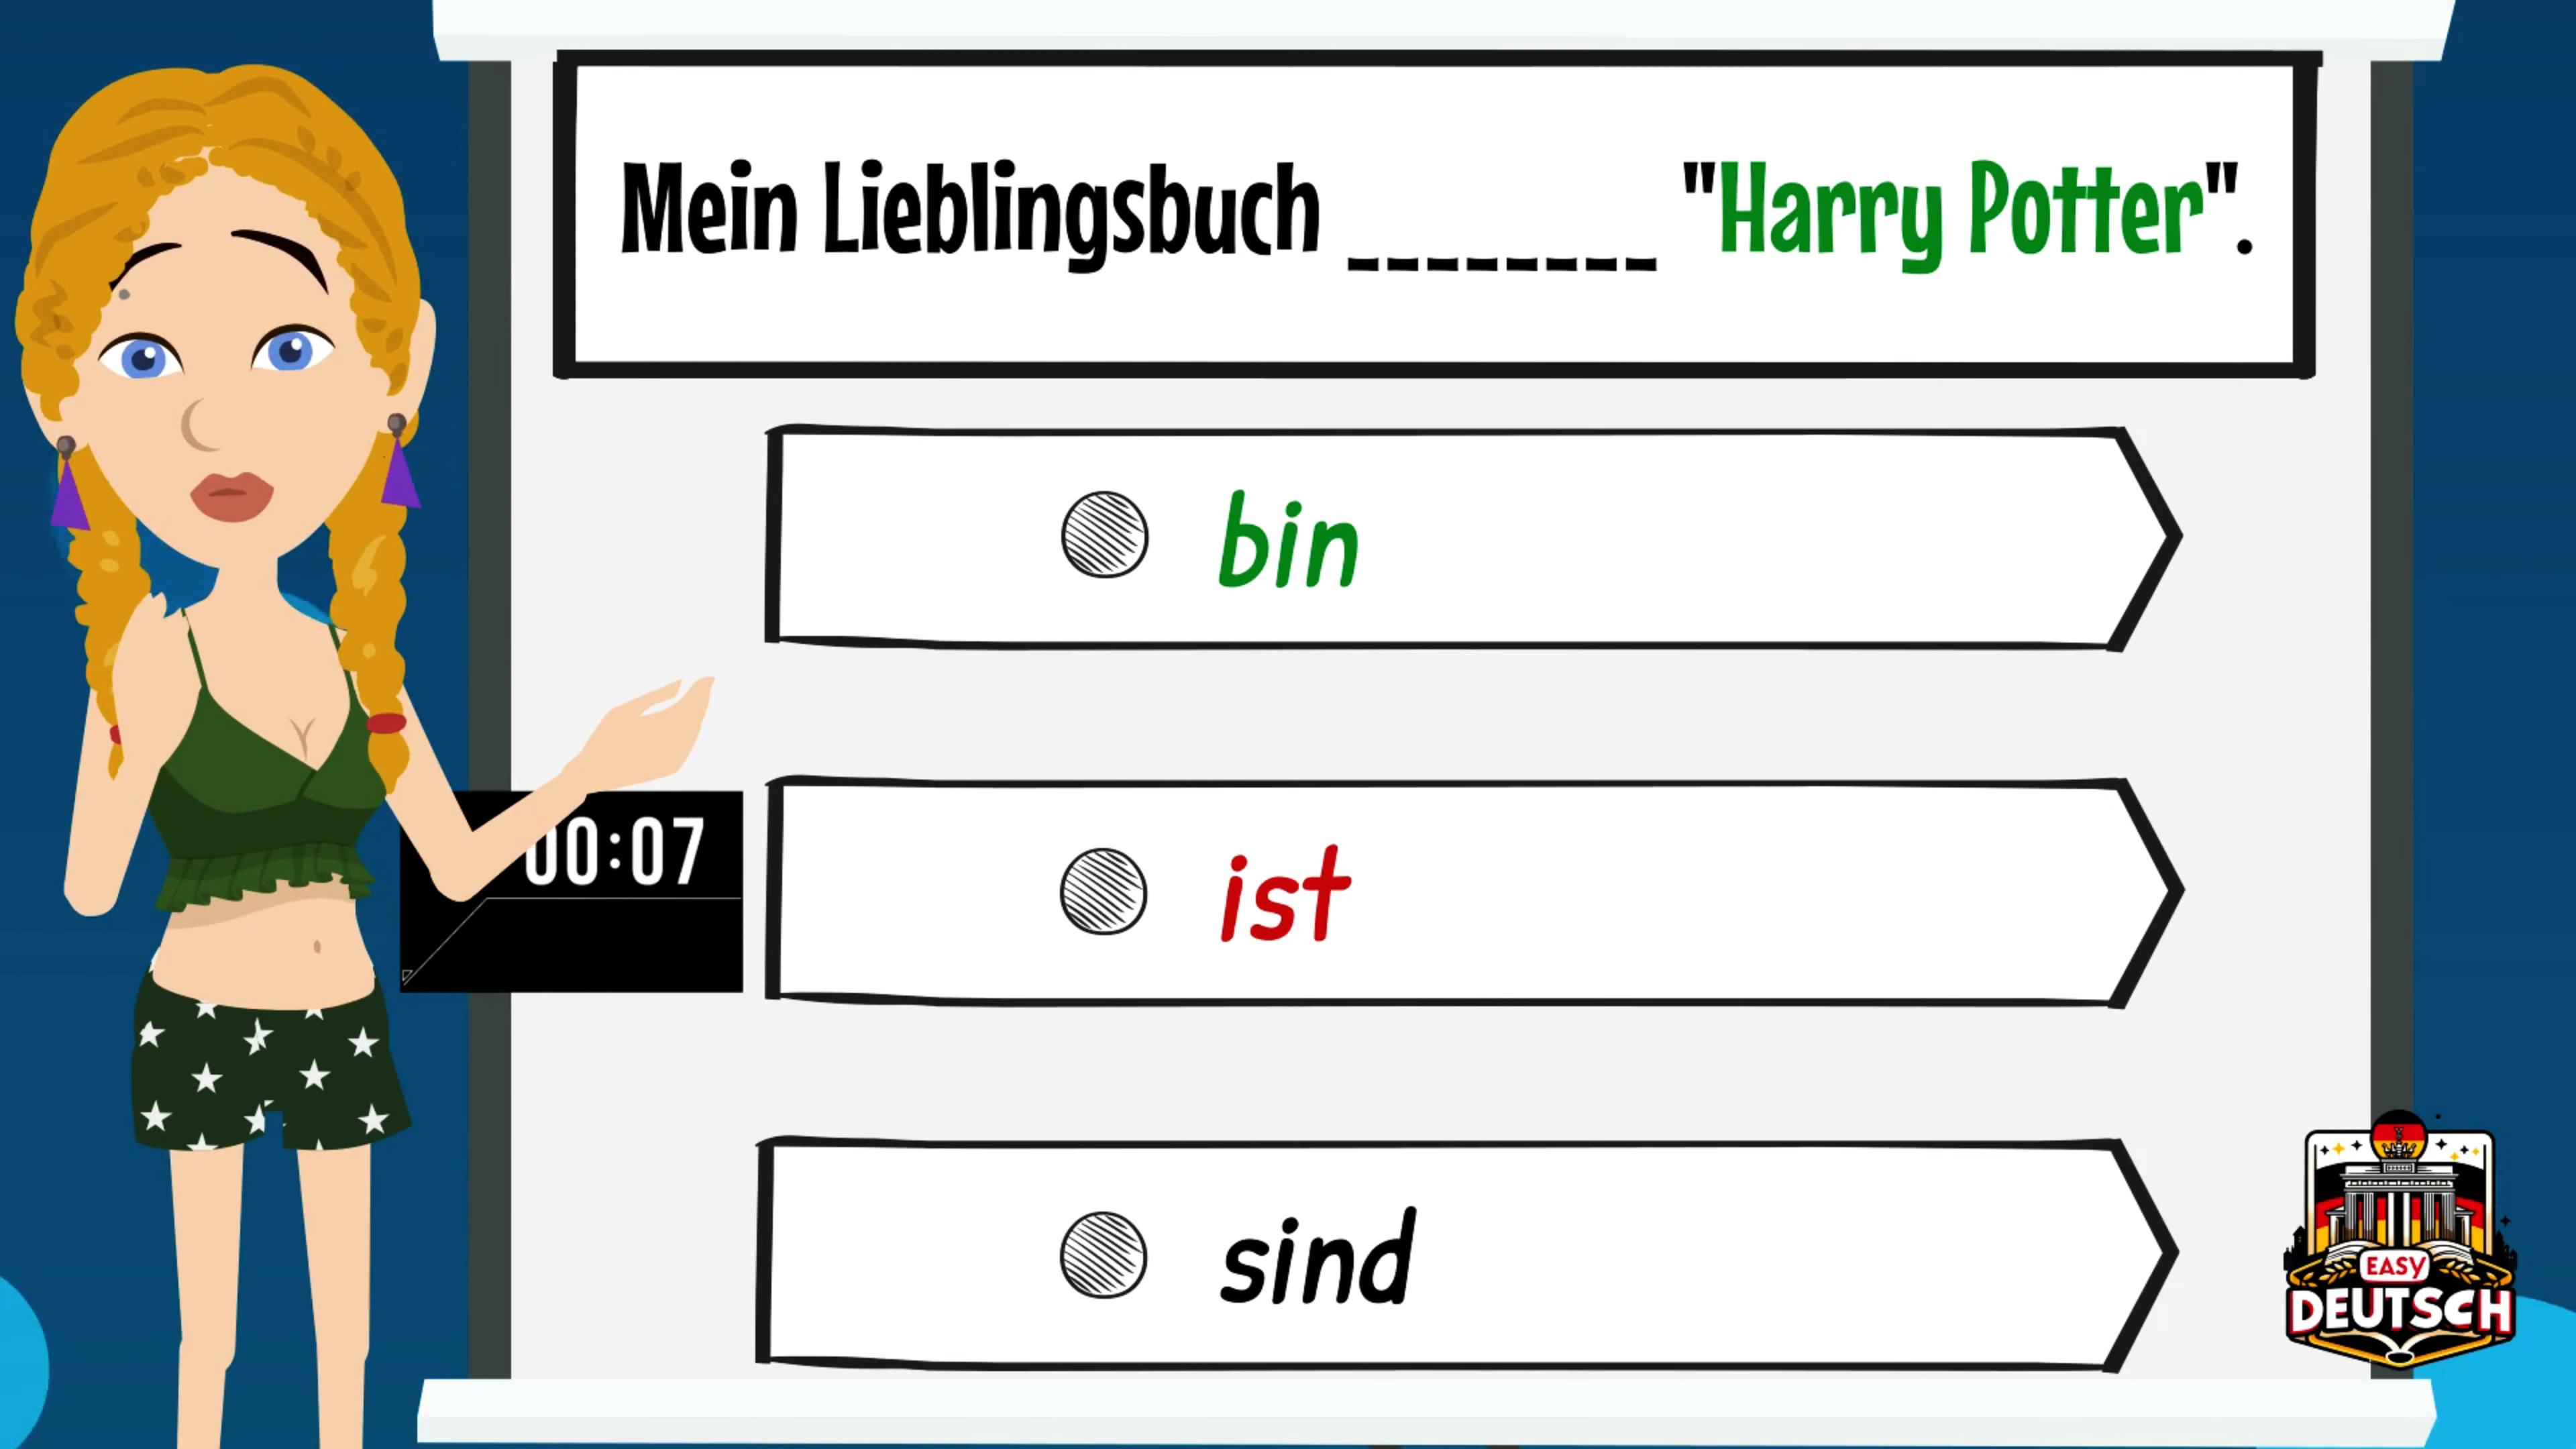 Mein Lieblingsbuch ________ "Harry Potter".
bin
00:07
ist
sind
EASY
DEUTSCH